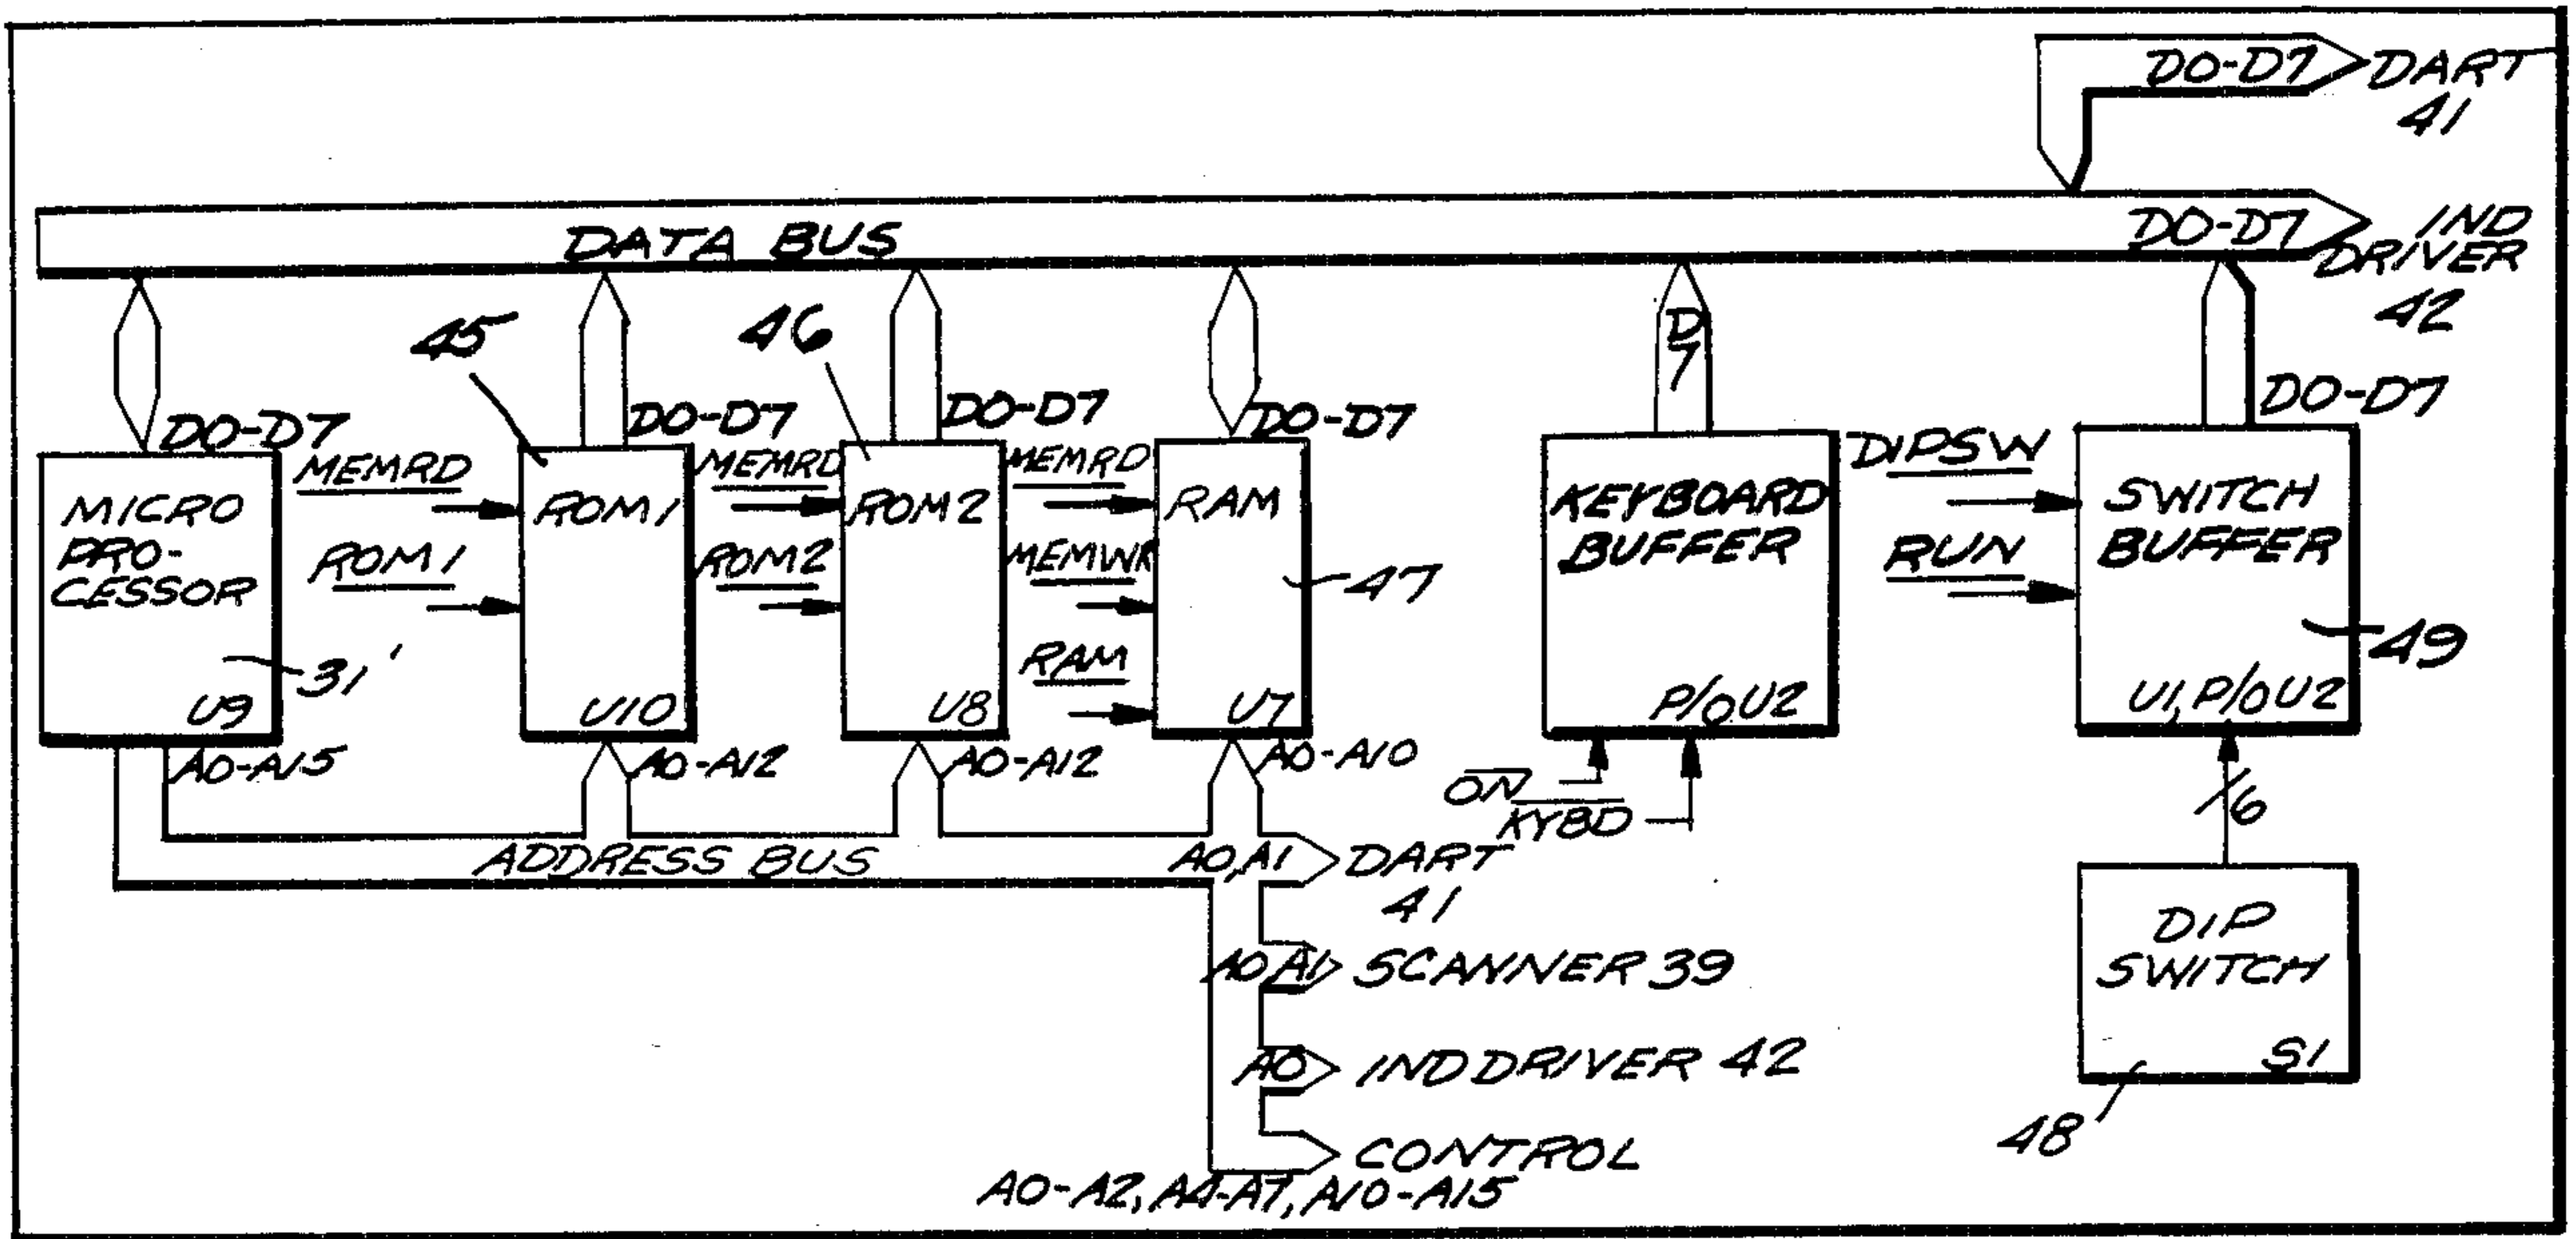 D0-D7 DART
41
DATA BUS
D0-D7 IND
DRIVER
42
45
46
D
7
D0-D7
D0-D7
D0-D7
D0-D7
D0-D7
MICRO
PRO-
CESSOR
31'
U9
A0-A15
MEMRD
ROM1
ROM1
U10
A0-A12
MEMRD
ROM2
ROM2
U8
A0-A12
MEMRD
MEMWR
RAM
RAM
47
U7
A0-A10
KEYBOARD
BUFFER
P/O U2
ON
KYBD
DIPSW
RUN
SWITCH
BUFFER
49
U1, P/O U2
6
DIP
SWITCH
S1
48
ADDRESS BUS
A0, A1 DART
41
A0 A1 SCANNER 39
A0 IND DRIVER 42
CONTROL
A0-A2, A4-A7, A10-A15